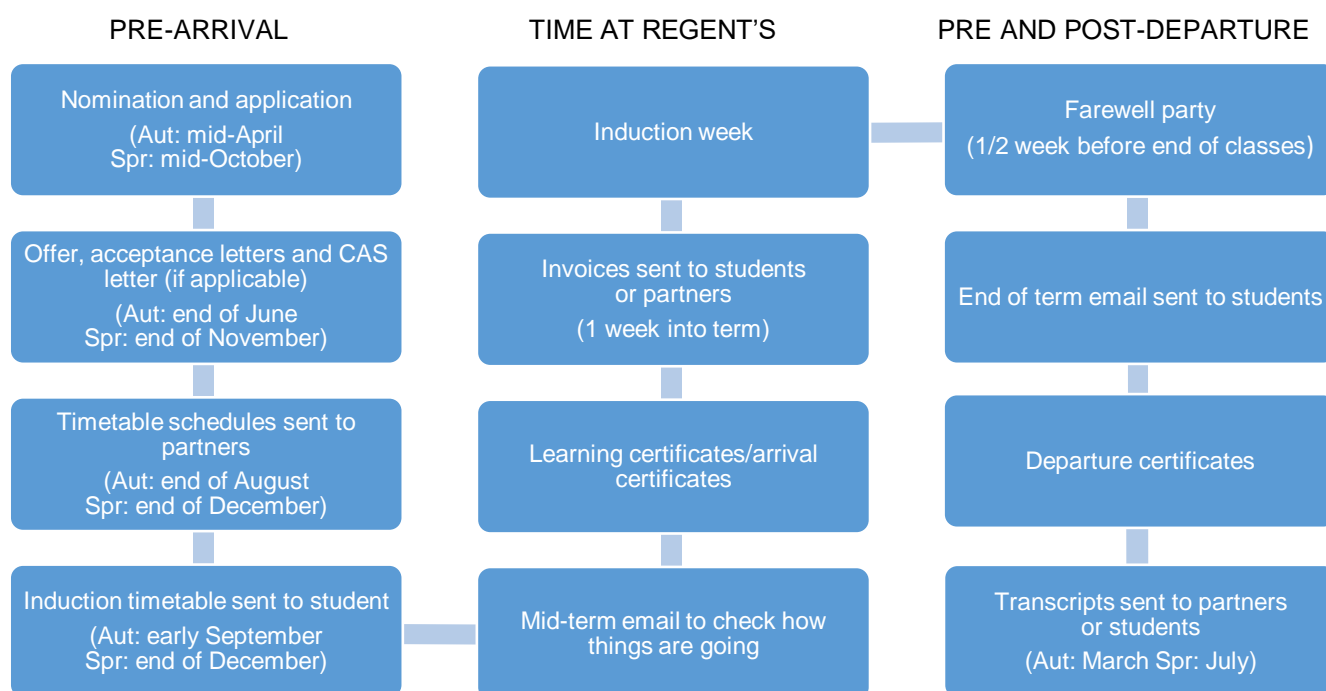 PRE-ARRIVAL
Nomination and application
(Aut: mid-April
Spr: mid-October)
Offer, acceptance letters and CAS
letter (if applicable)
(Aut: end of June
Spr: end of November)
Timetable schedules sent to
partners
(Aut: end of August
Spr: end of December)
Induction timetable sent to student
(Aut: early September
Spr: end of December)
TIME AT REGENT’S
Induction week
Invoices sent to students
or partners
(1 week into term)
Learning certificates/arrival
certificates
Mid-term email to check how
things are going
PRE AND POST-DEPARTURE
Farewell party
(1/2 week before end of classes)
End of term email sent to students
Departure certificates
Transcripts sent to partners
or students
(Aut: March Spr: July)